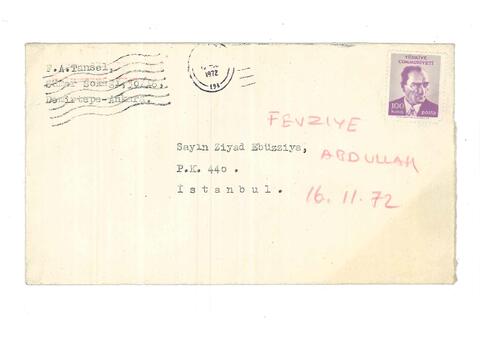 F.A.Tansel,
Demirtepe-Ankara.
1972
TÜRKİYE
CUMHURİYETİ
100
posta
FEVZİYE
ABDULLAH
16.11.72
Sayın Ziyad Ebüzziya,
P.K. 440 .
İstanbul.